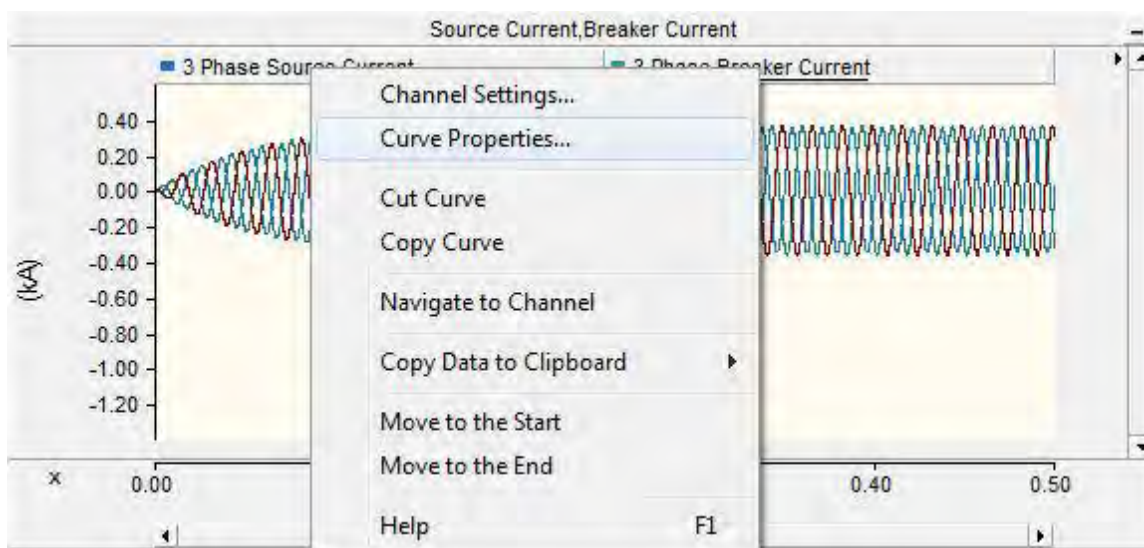 Source Current,Breaker Current
3 Phase Source Current
3 Phase Breaker Current
Channel Settings...
Curve Properties...
Cut Curve
Copy Curve
Navigate to Channel
Copy Data to Clipboard
Move to the Start
Move to the End
Help F1
(kA)
0.40
0.20
0.00
-0.20
-0.40
-0.60
-0.80
-1.00
-1.20
x 0.00 0.40 0.50